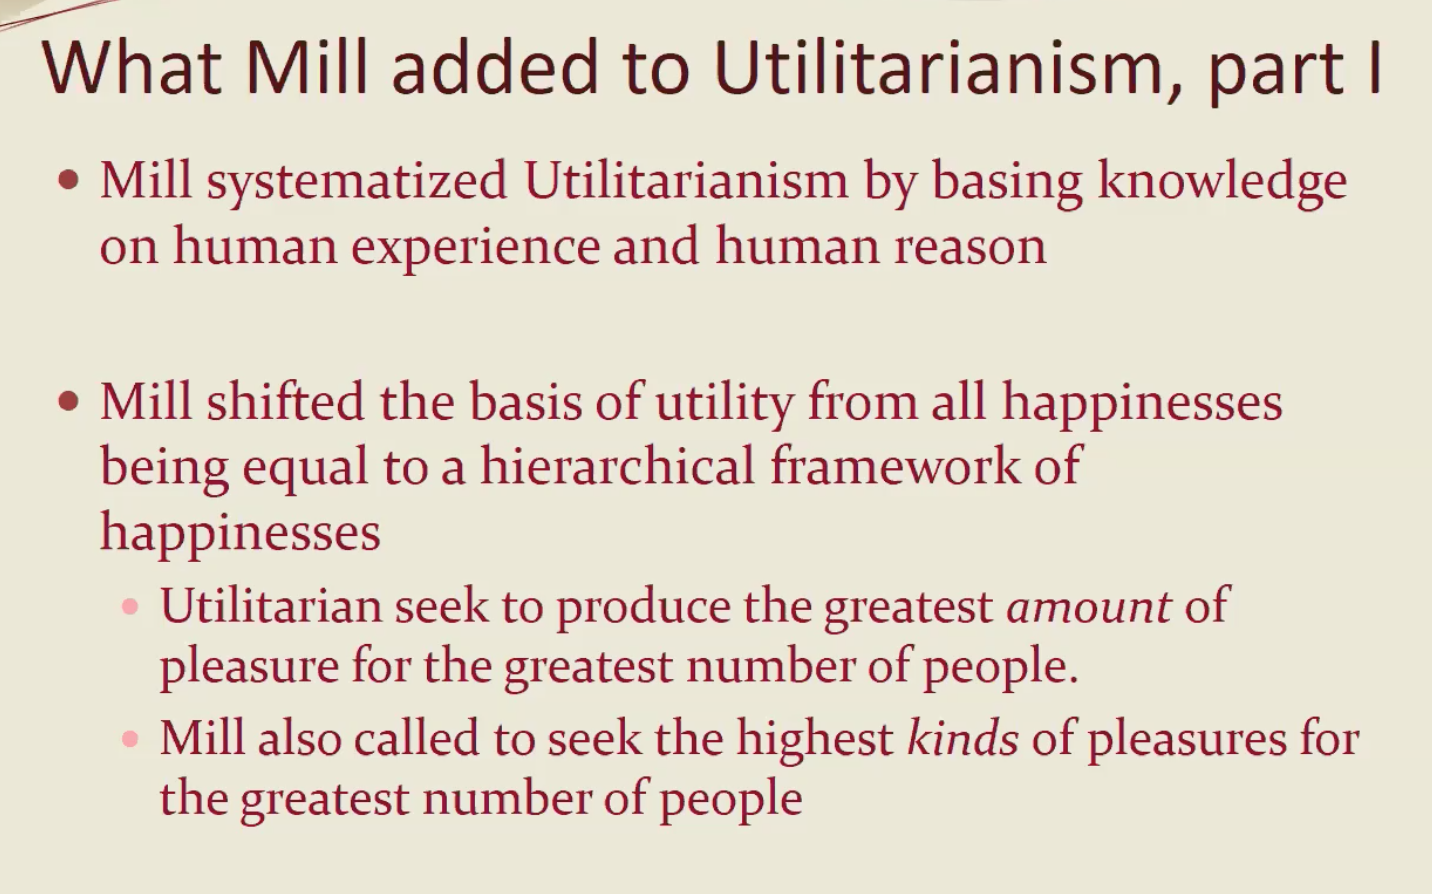 What Mill added to Utilitarianism, part I
• Mill systematized Utilitarianism by basing knowledge
on human experience and human reason
• Mill shifted the basis of utility from all happinesses
being equal to a hierarchical framework of
happinesses
• Utilitarian seek to produce the greatest amount of
pleasure for the greatest number of people.
• Mill also called to seek the highest kinds of pleasures for
the greatest number of people